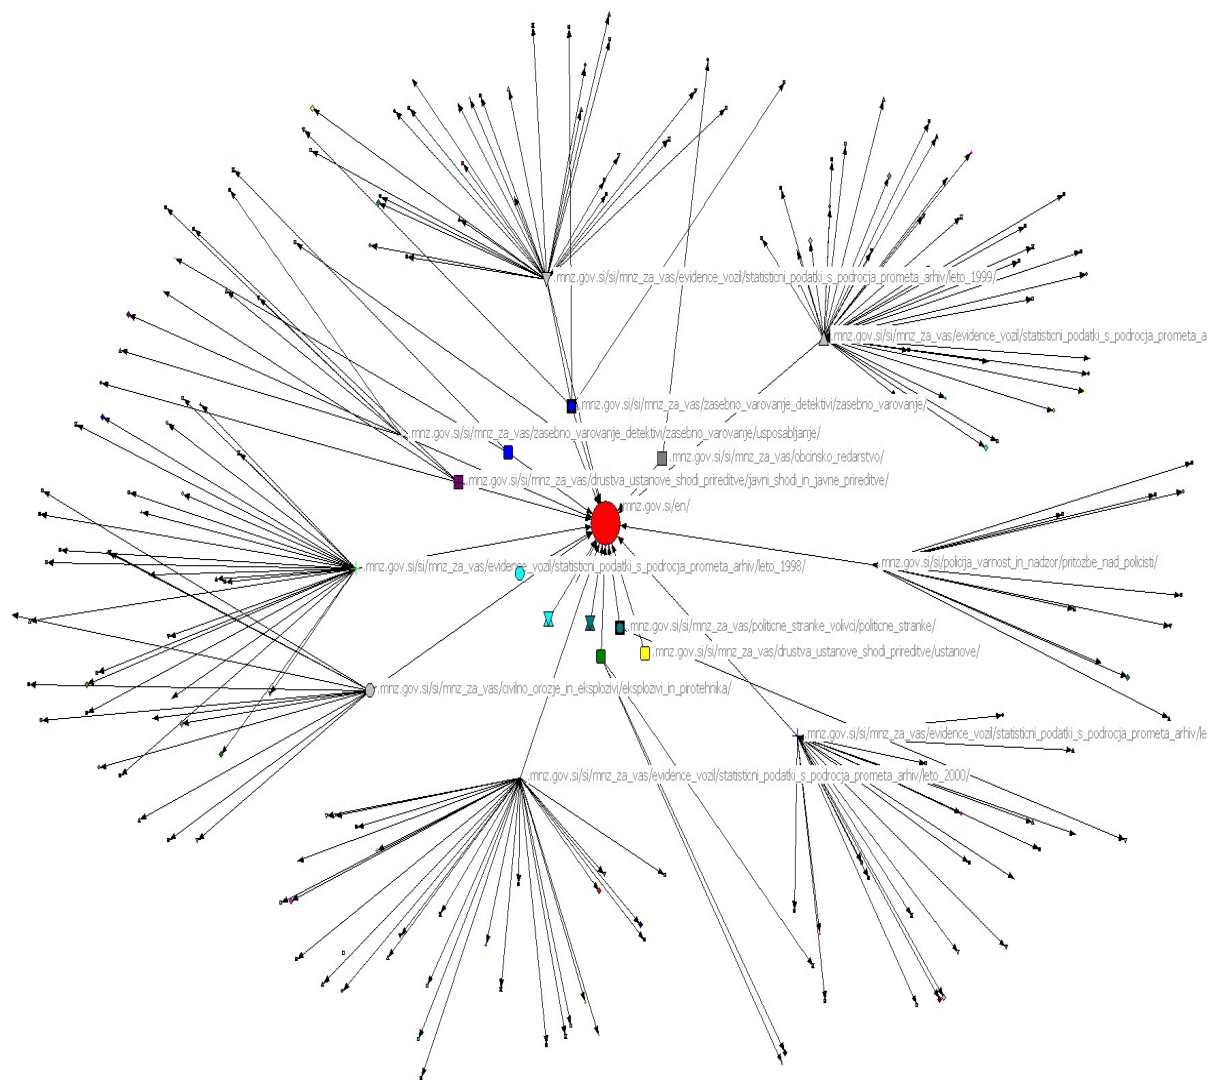 .mnz.gov.si/si/mnz_za_vas/evidence_vozil/statisticni_podatki_s_podrocja_prometa_arhiv/leto_1999/
.mnz.gov.si/si/mnz_za_vas/evidence_vozil/statisticni_podatki_s_podrocja_prometa_a
.mnz.gov.si/si/mnz_za_vas/zasebno_varovanje_detektivi/zasebno_varovanje/
.mnz.gov.si/si/mnz_za_vas/zasebno_varovanje_detektivi/zasebno_varovanje/usposabljanje/
.mnz.gov.si/si/mnz_za_vas/obcinsko_redarstvo/
.mnz.gov.si/si/mnz_za_vas/drustva_ustanove_shodi_prireditve/javni_shodi_in_javne_prireditve/
.mnz.gov.si/en/
.mnz.gov.si/si/policija_varnost_in_nadzor/pritozbe_nad_policisti/
.mnz.gov.si/si/mnz_za_vas/evidence_vozil/statisticni_podatki_s_podrocja_prometa_arhiv/leto_1998/
.mnz.gov.si/si/mnz_za_vas/politicne_stranke_volivci/politicne_stranke/
.mnz.gov.si/si/mnz_za_vas/drustva_ustanove_shodi_prireditve/ustanove/
.mnz.gov.si/si/mnz_za_vas/civilno_orozje_in_eksplozivi/eksplozivi_in_pirotehnika/
.mnz.gov.si/si/mnz_za_vas/evidence_vozil/statisticni_podatki_s_podrocja_prometa_arhiv/le
.mnz.gov.si/si/mnz_za_vas/evidence_vozil/statisticni_podatki_s_podrocja_prometa_arhiv/leto_2000/